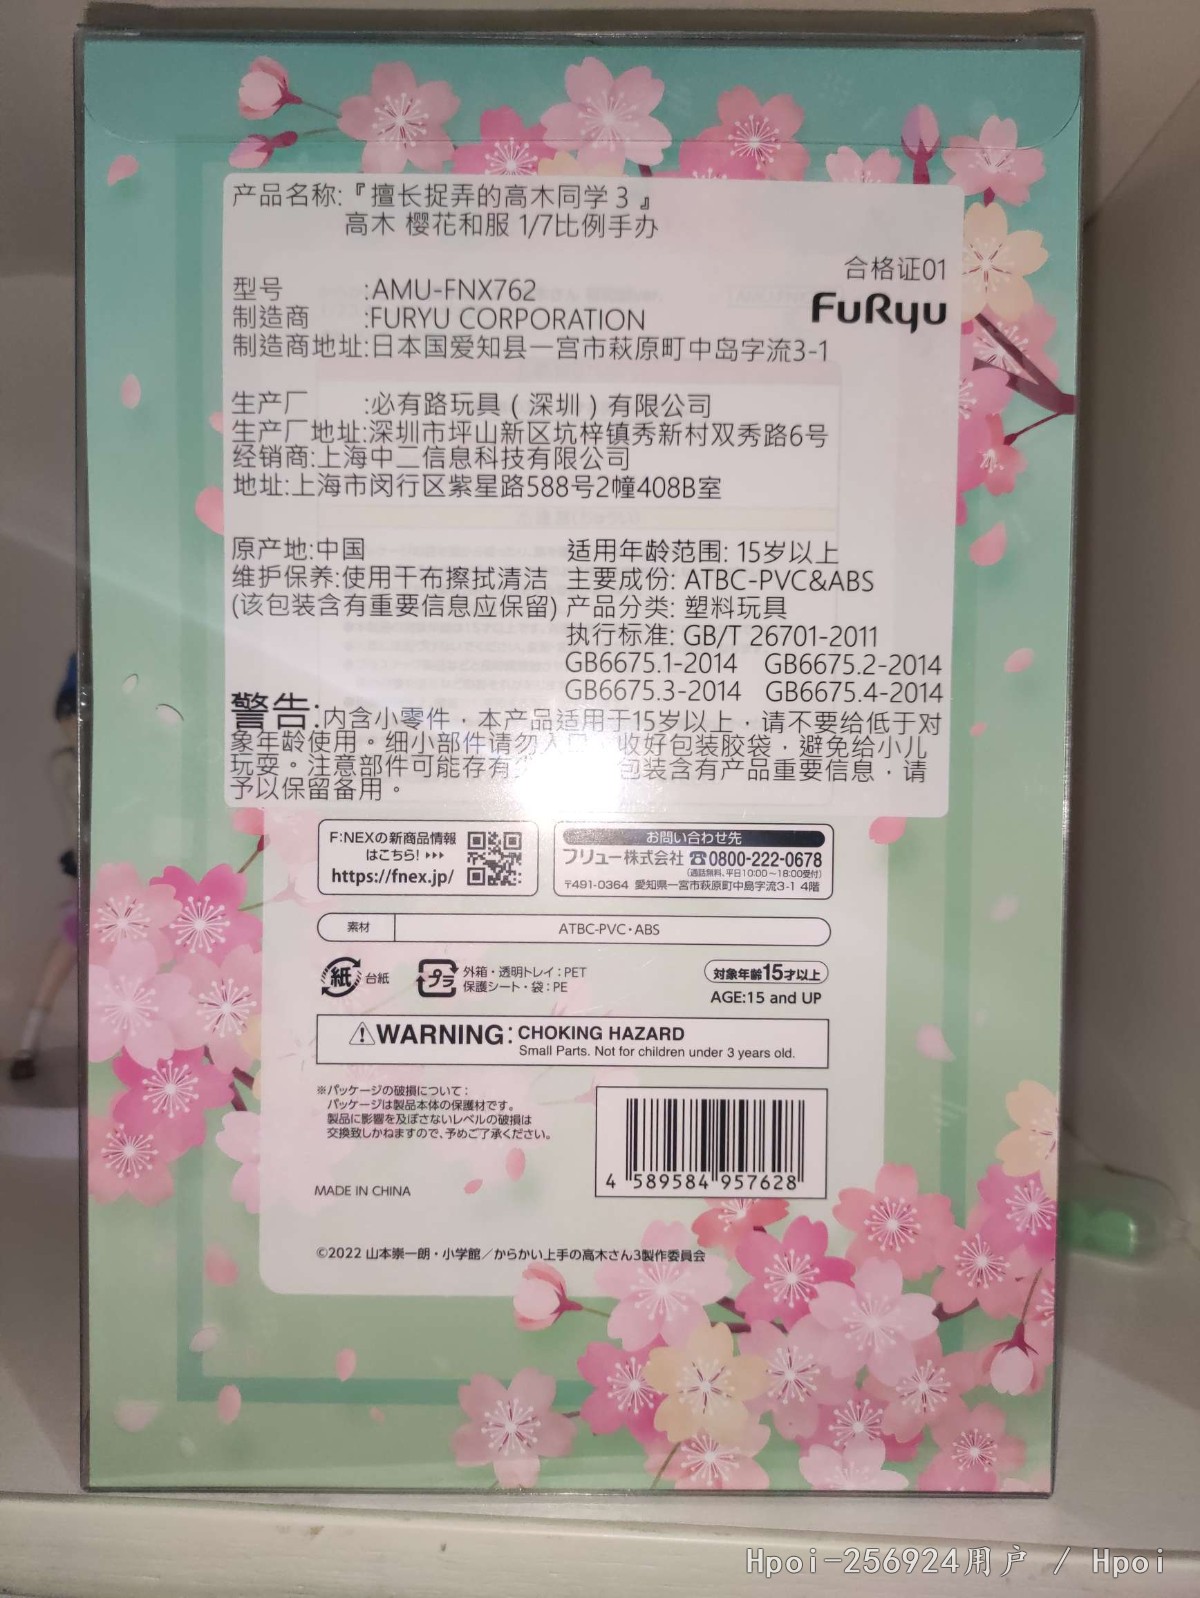 产品名称:『擅长捉弄的高木同学 3 』
高木 樱花和服 1/7比例手办
合格证01
FuRyu
型号 :AMU-FNX762
制造商 :FURYU CORPORATION
制造商地址:日本国爱知县一宫市萩原町中岛字流3-1
生产厂 :必有路玩具（深圳）有限公司
生产厂地址:深圳市坪山新区坑梓镇秀新村双秀路6号
经销商:上海中二信息科技有限公司
地址:上海市闵行区紫星路588号2幢408B室
原产地:中国
维护保养:使用干布擦拭清洁
(该包装含有重要信息应保留)
适用年龄范围: 15岁以上
主要成份: ATBC-PVC&ABS
产品分类: 塑料玩具
执行标准: GB/T 26701-2011
GB6675.1-2014 GB6675.2-2014
GB6675.3-2014 GB6675.4-2014
警告:内含小零件，本产品适用于15岁以上，请不要给低于对
象年龄使用。细小部件请勿入 收好包装胶袋，避免给小儿
玩耍。注意部件可能存有 包装含有产品重要信息，请
予以保留备用。
F:NEXの新商品情報
はこちら!
https://fnex.jp/
お問い合わせ先
フリュー株式会社 ☎0800-222-0678
(通話無料、平日10:00〜18:00受付)
〒491-0364 愛知県一宮市萩原町中島字流3-1 4階
素材 ATBC-PVC・ABS
紙 台紙
プラ 外箱・透明トレイ:PET
保護シート・袋:PE
対象年齢15才以上
AGE:15 and UP
⚠WARNING: CHOKING HAZARD
Small Parts. Not for children under 3 years old.
※パッケージの破損について:
パッケージは製品本体の保護材です。
製品に影響を及ぼさないレベルの破損は
交換致しかねますので、予めご了承ください。
4 589584 957628
MADE IN CHINA
©2022 山本崇一朗・小学館／からかい上手の高木さん3製作委員会
Hpoi-256924用户 / Hpoi